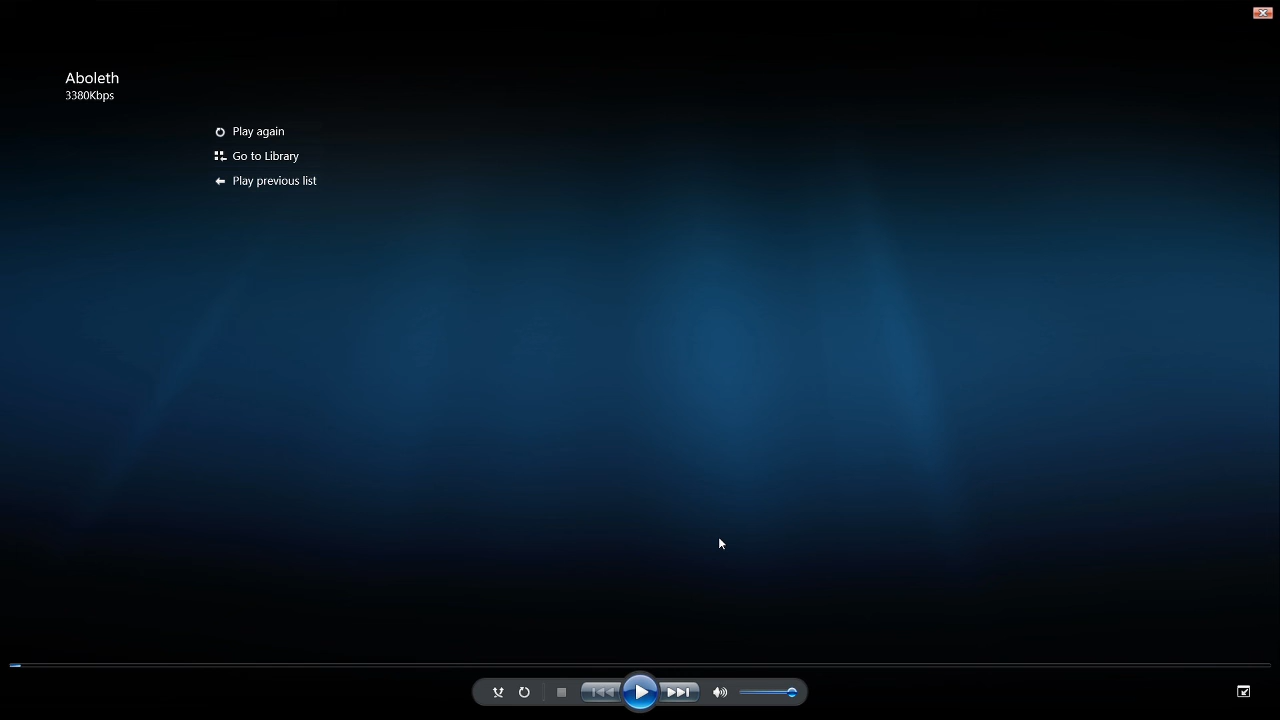 Aboleth
3380Kbps
Play again
Go to Library
Play previous list